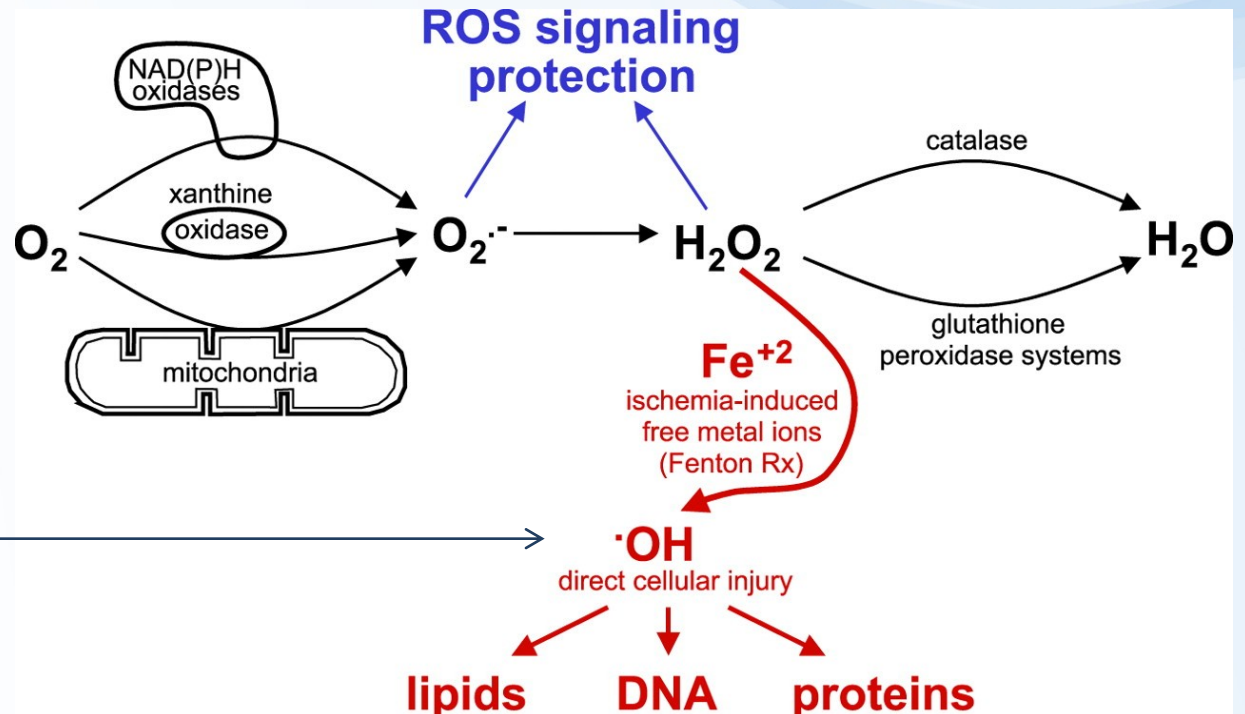 ROS signaling
protection
NAD(P)H
oxidases
xanthine
oxidase
mitochondria
O₂
O₂·-
H₂O₂
catalase
glutathione
peroxidase systems
H₂O
Fe⁺²
ischemia-induced
free metal ions
(Fenton Rx)
·OH
direct cellular injury
lipids DNA proteins